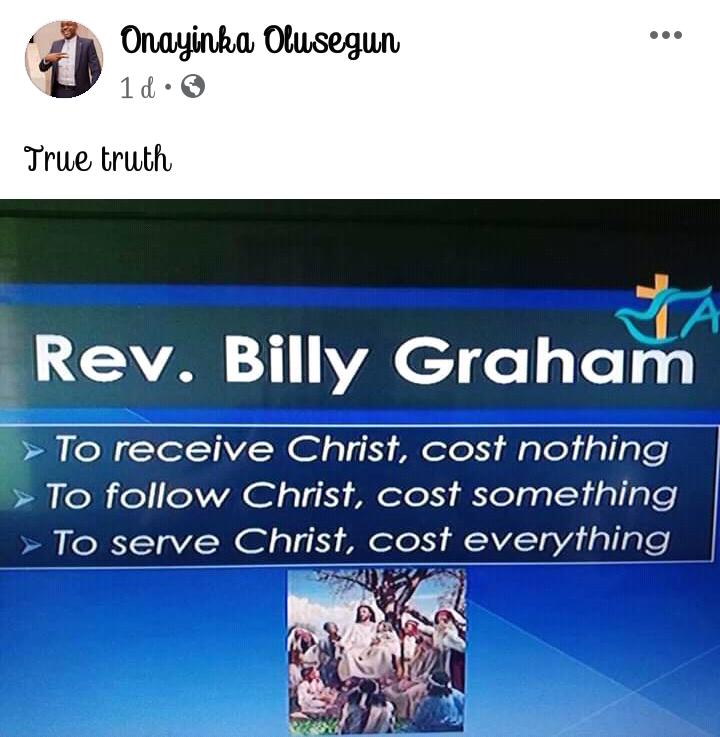 Onayinka Olusegun
1 d •
True truth
A
Rev. Billy Graham
➢ To receive Christ, cost nothing
➢ To follow Christ, cost something
➢ To serve Christ, cost everything